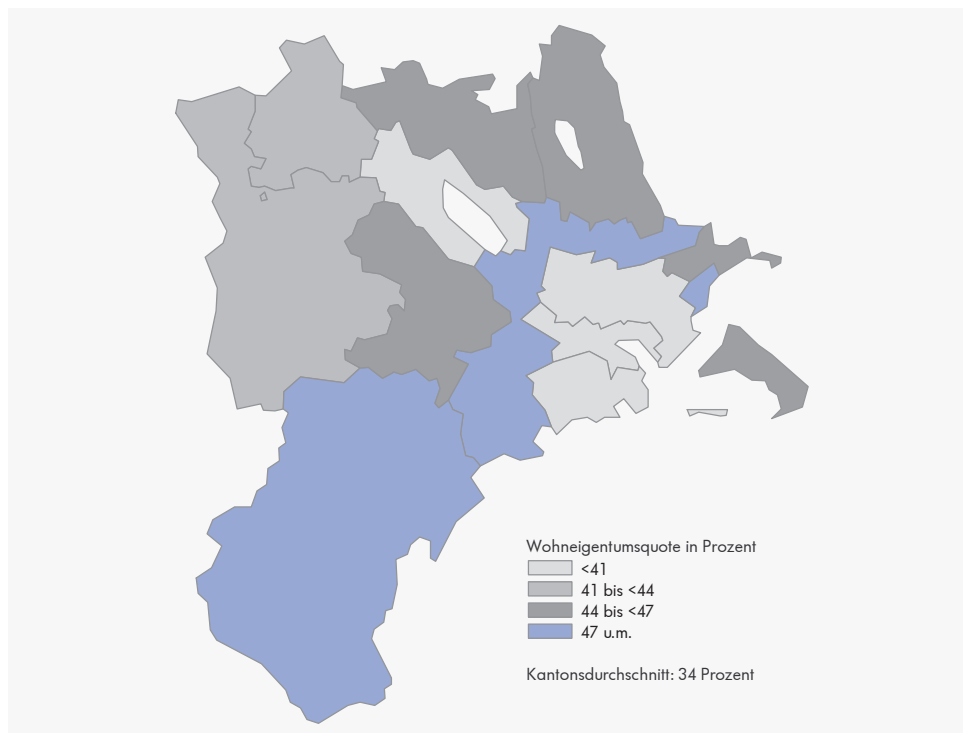 Wohneigentumsquote in Prozent
<41
41 bis <44
44 bis <47
47 u.m.
Kantonsdurchschnitt: 34 Prozent